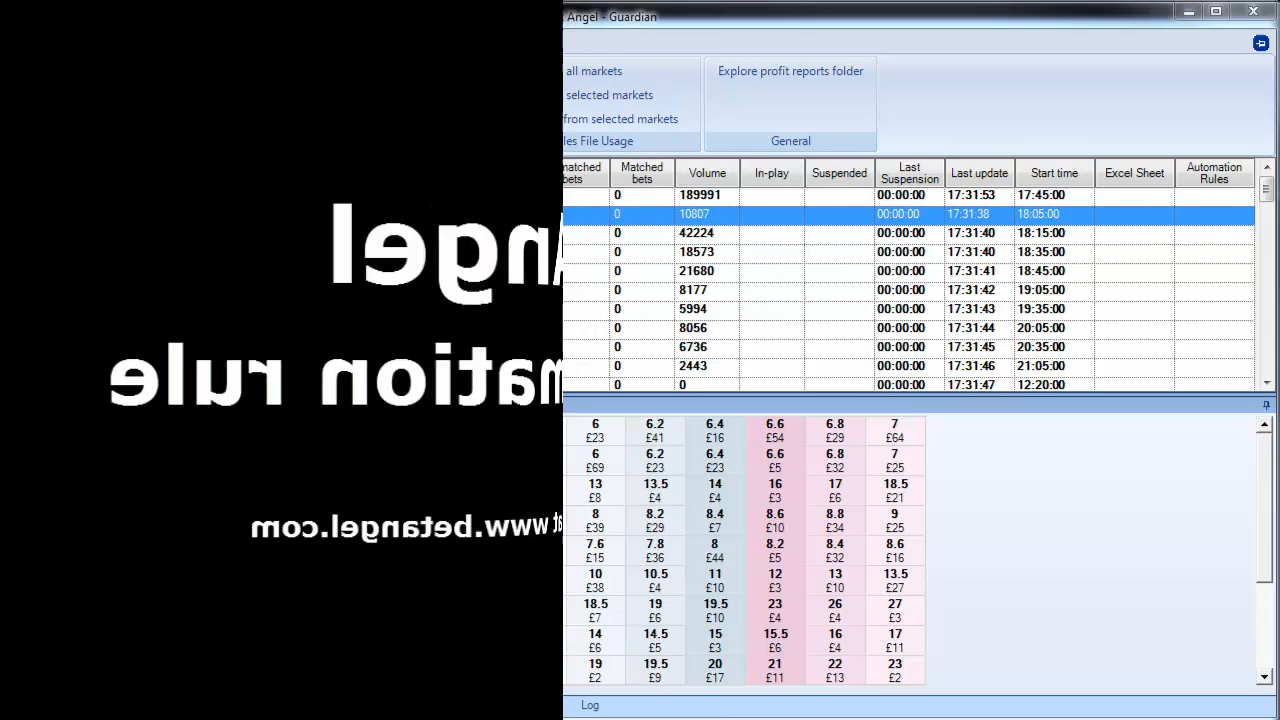 Angel - Guardian
all markets
Explore profit reports folder
selected markets
from selected markets
les File Usage
General
matched bets Matched bets Volume In-play Suspended Last Suspension Last update Start time Excel Sheet Automation Rules
0 189991 00:00:00 17:31:53 17:45:00
0 10807 00:00:00 17:31:38 18:05:00
0 42224 00:00:00 17:31:40 18:15:00
0 18573 00:00:00 17:31:40 18:35:00
0 21680 00:00:00 17:31:41 18:45:00
0 8177 00:00:00 17:31:42 19:05:00
0 5994 00:00:00 17:31:43 19:35:00
0 8056 00:00:00 17:31:44 20:05:00
0 6736 00:00:00 17:31:45 20:35:00
0 2443 00:00:00 17:31:46 21:05:00
0 0 00:00:00 17:31:47 12:20:00
Angel
mation rule
at www.betangel.com
6 6.2 6.4 6.6 6.8 7
£23 £41 £16 £54 £29 £64
6 6.2 6.4 6.6 6.8 7
£69 £23 £23 £5 £32 £25
13 13.5 14 16 17 18.5
£8 £4 £4 £3 £6 £21
8 8.2 8.4 8.6 8.8 9
£39 £29 £7 £10 £34 £25
7.6 7.8 8 8.2 8.4 8.6
£15 £36 £44 £5 £32 £16
10 10.5 11 12 13 13.5
£38 £4 £10 £3 £10 £27
18.5 19 19.5 23 26 27
£7 £6 £10 £4 £4 £3
14 14.5 15 15.5 16 17
£6 £5 £3 £6 £4 £11
19 19.5 20 21 22 23
£2 £9 £17 £11 £13 £2
Log